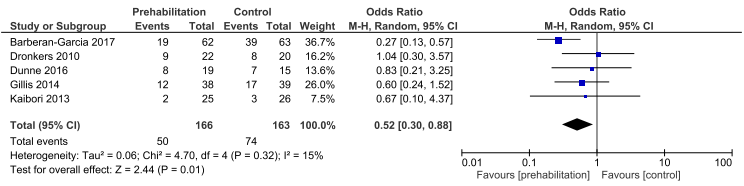 Prehabilitation Control Odds Ratio Odds Ratio
Study or Subgroup Events Total Events Total Weight M-H, Random, 95% CI M-H, Random, 95% CI
Barberan-Garcia 2017 19 62 39 63 36.7% 0.27 [0.13, 0.57]
Dronkers 2010 9 22 8 20 16.2% 1.04 [0.30, 3.57]
Dunne 2016 8 19 7 15 13.6% 0.83 [0.21, 3.25]
Gillis 2014 12 38 17 39 26.0% 0.60 [0.24, 1.52]
Kaibori 2013 2 25 3 26 7.5% 0.67 [0.10, 4.37]
Total (95% CI) 166 163 100.0% 0.52 [0.30, 0.88]
Total events 50 74
Heterogeneity: Tau² = 0.06; Chi² = 4.70, df = 4 (P = 0.32); I² = 15%
Test for overall effect: Z = 2.44 (P = 0.01)
0.01 0.1 1 10 100
Favours [prehabilitation] Favours [control]